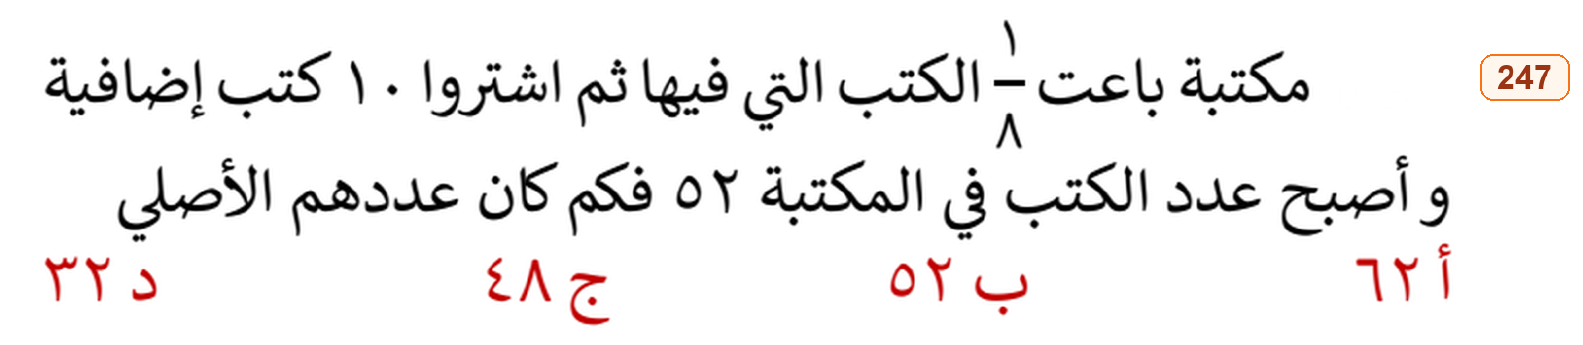 247
مكتبة باعت ١/٨ الكتب التي فيها ثم اشتروا ١٠ كتب إضافية
و أصبح عدد الكتب في المكتبة ٥٢ فكم كان عددهم الأصلي
أ ٦٢ ب ٥٢ ج ٤٨ د ٣٢